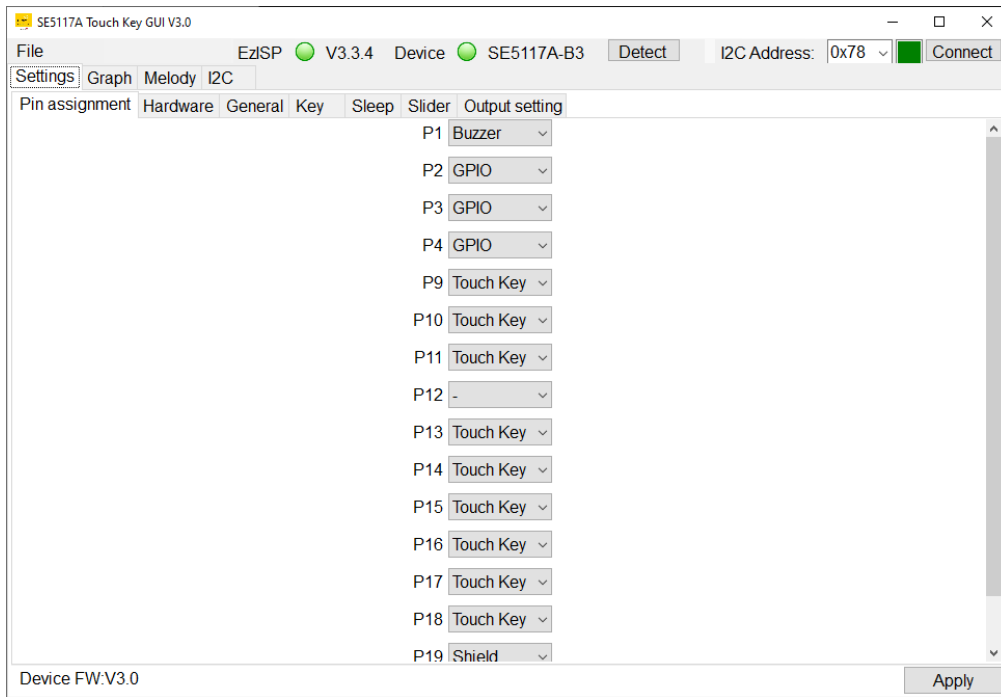 SE5117A Touch Key GUI V3.0
File EzISP V3.3.4 Device SE5117A-B3 Detect I2C Address: 0x78 Connect
Settings Graph Melody I2C
Pin assignment Hardware General Key Sleep Slider Output setting
P1 Buzzer
P2 GPIO
P3 GPIO
P4 GPIO
P9 Touch Key
P10 Touch Key
P11 Touch Key
P12 -
P13 Touch Key
P14 Touch Key
P15 Touch Key
P16 Touch Key
P17 Touch Key
P18 Touch Key
P19 Shield
Device FW:V3.0 Apply